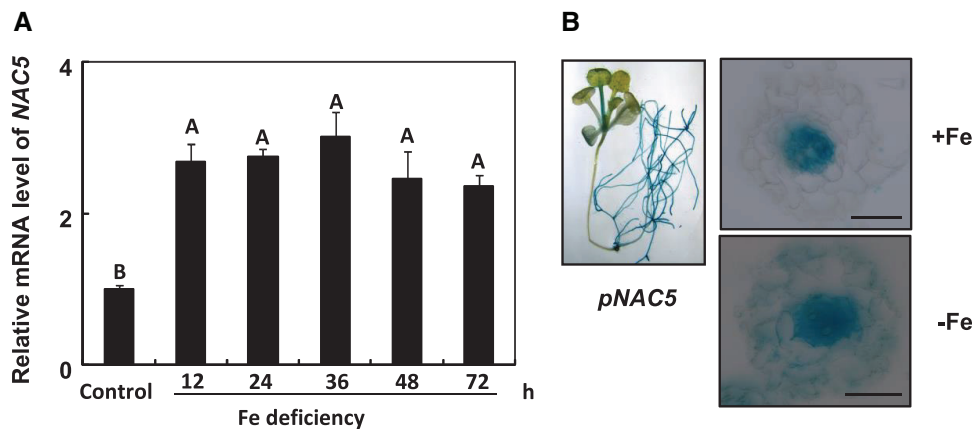 A
Relative mRNA level of NAC5
4
2
0
B
A
A
A
A
A
Control
12
24
36
48
72
h
Fe deficiency
B
pNAC5
+Fe
-Fe